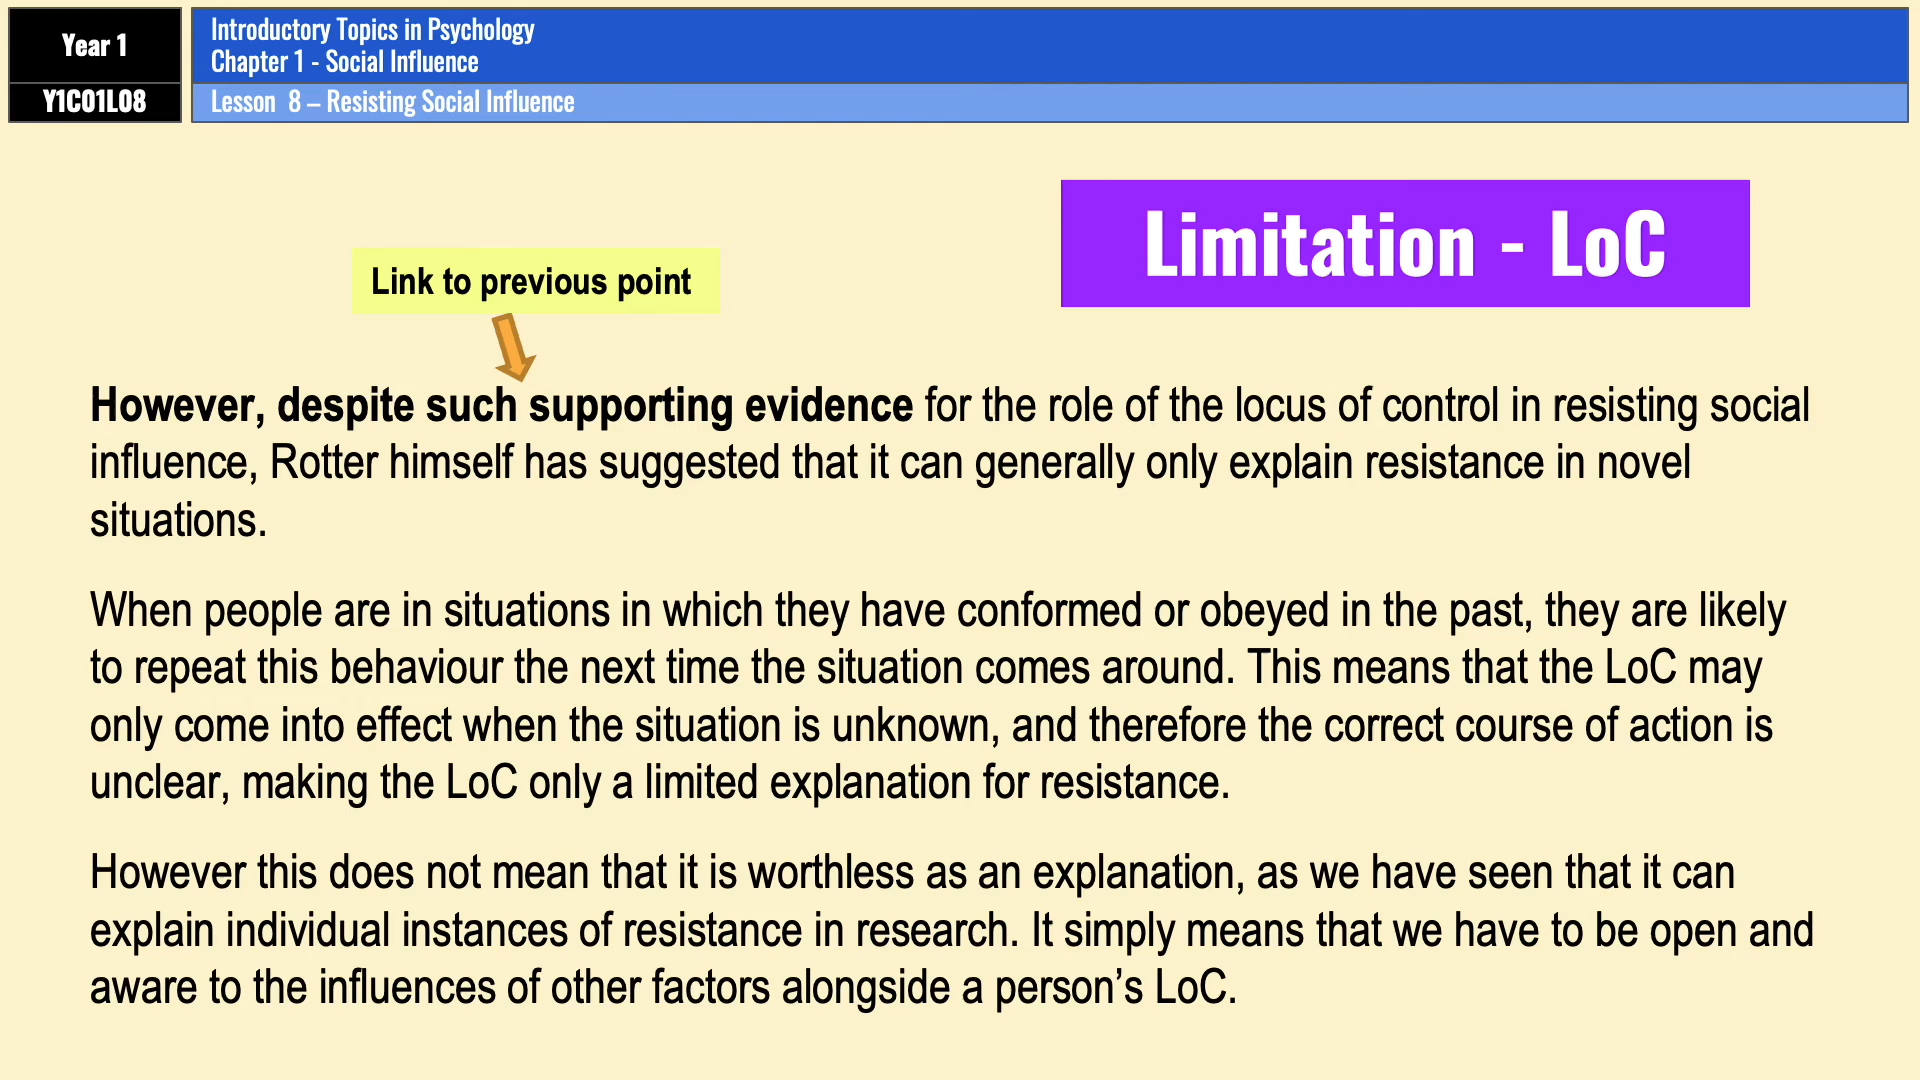 Year 1
Y1C01L08
Introductory Topics in Psychology
Chapter 1 - Social Influence
Lesson  8 – Resisting Social Influence
Limitation - LoC
Link to previous point
However, despite such supporting evidence for the role of the locus of control in resisting social
influence, Rotter himself has suggested that it can generally only explain resistance in novel
situations.
When people are in situations in which they have conformed or obeyed in the past, they are likely
to repeat this behaviour the next time the situation comes around. This means that the LoC may
only come into effect when the situation is unknown, and therefore the correct course of action is
unclear, making the LoC only a limited explanation for resistance.
However this does not mean that it is worthless as an explanation, as we have seen that it can
explain individual instances of resistance in research. It simply means that we have to be open and
aware to the influences of other factors alongside a person’s LoC.